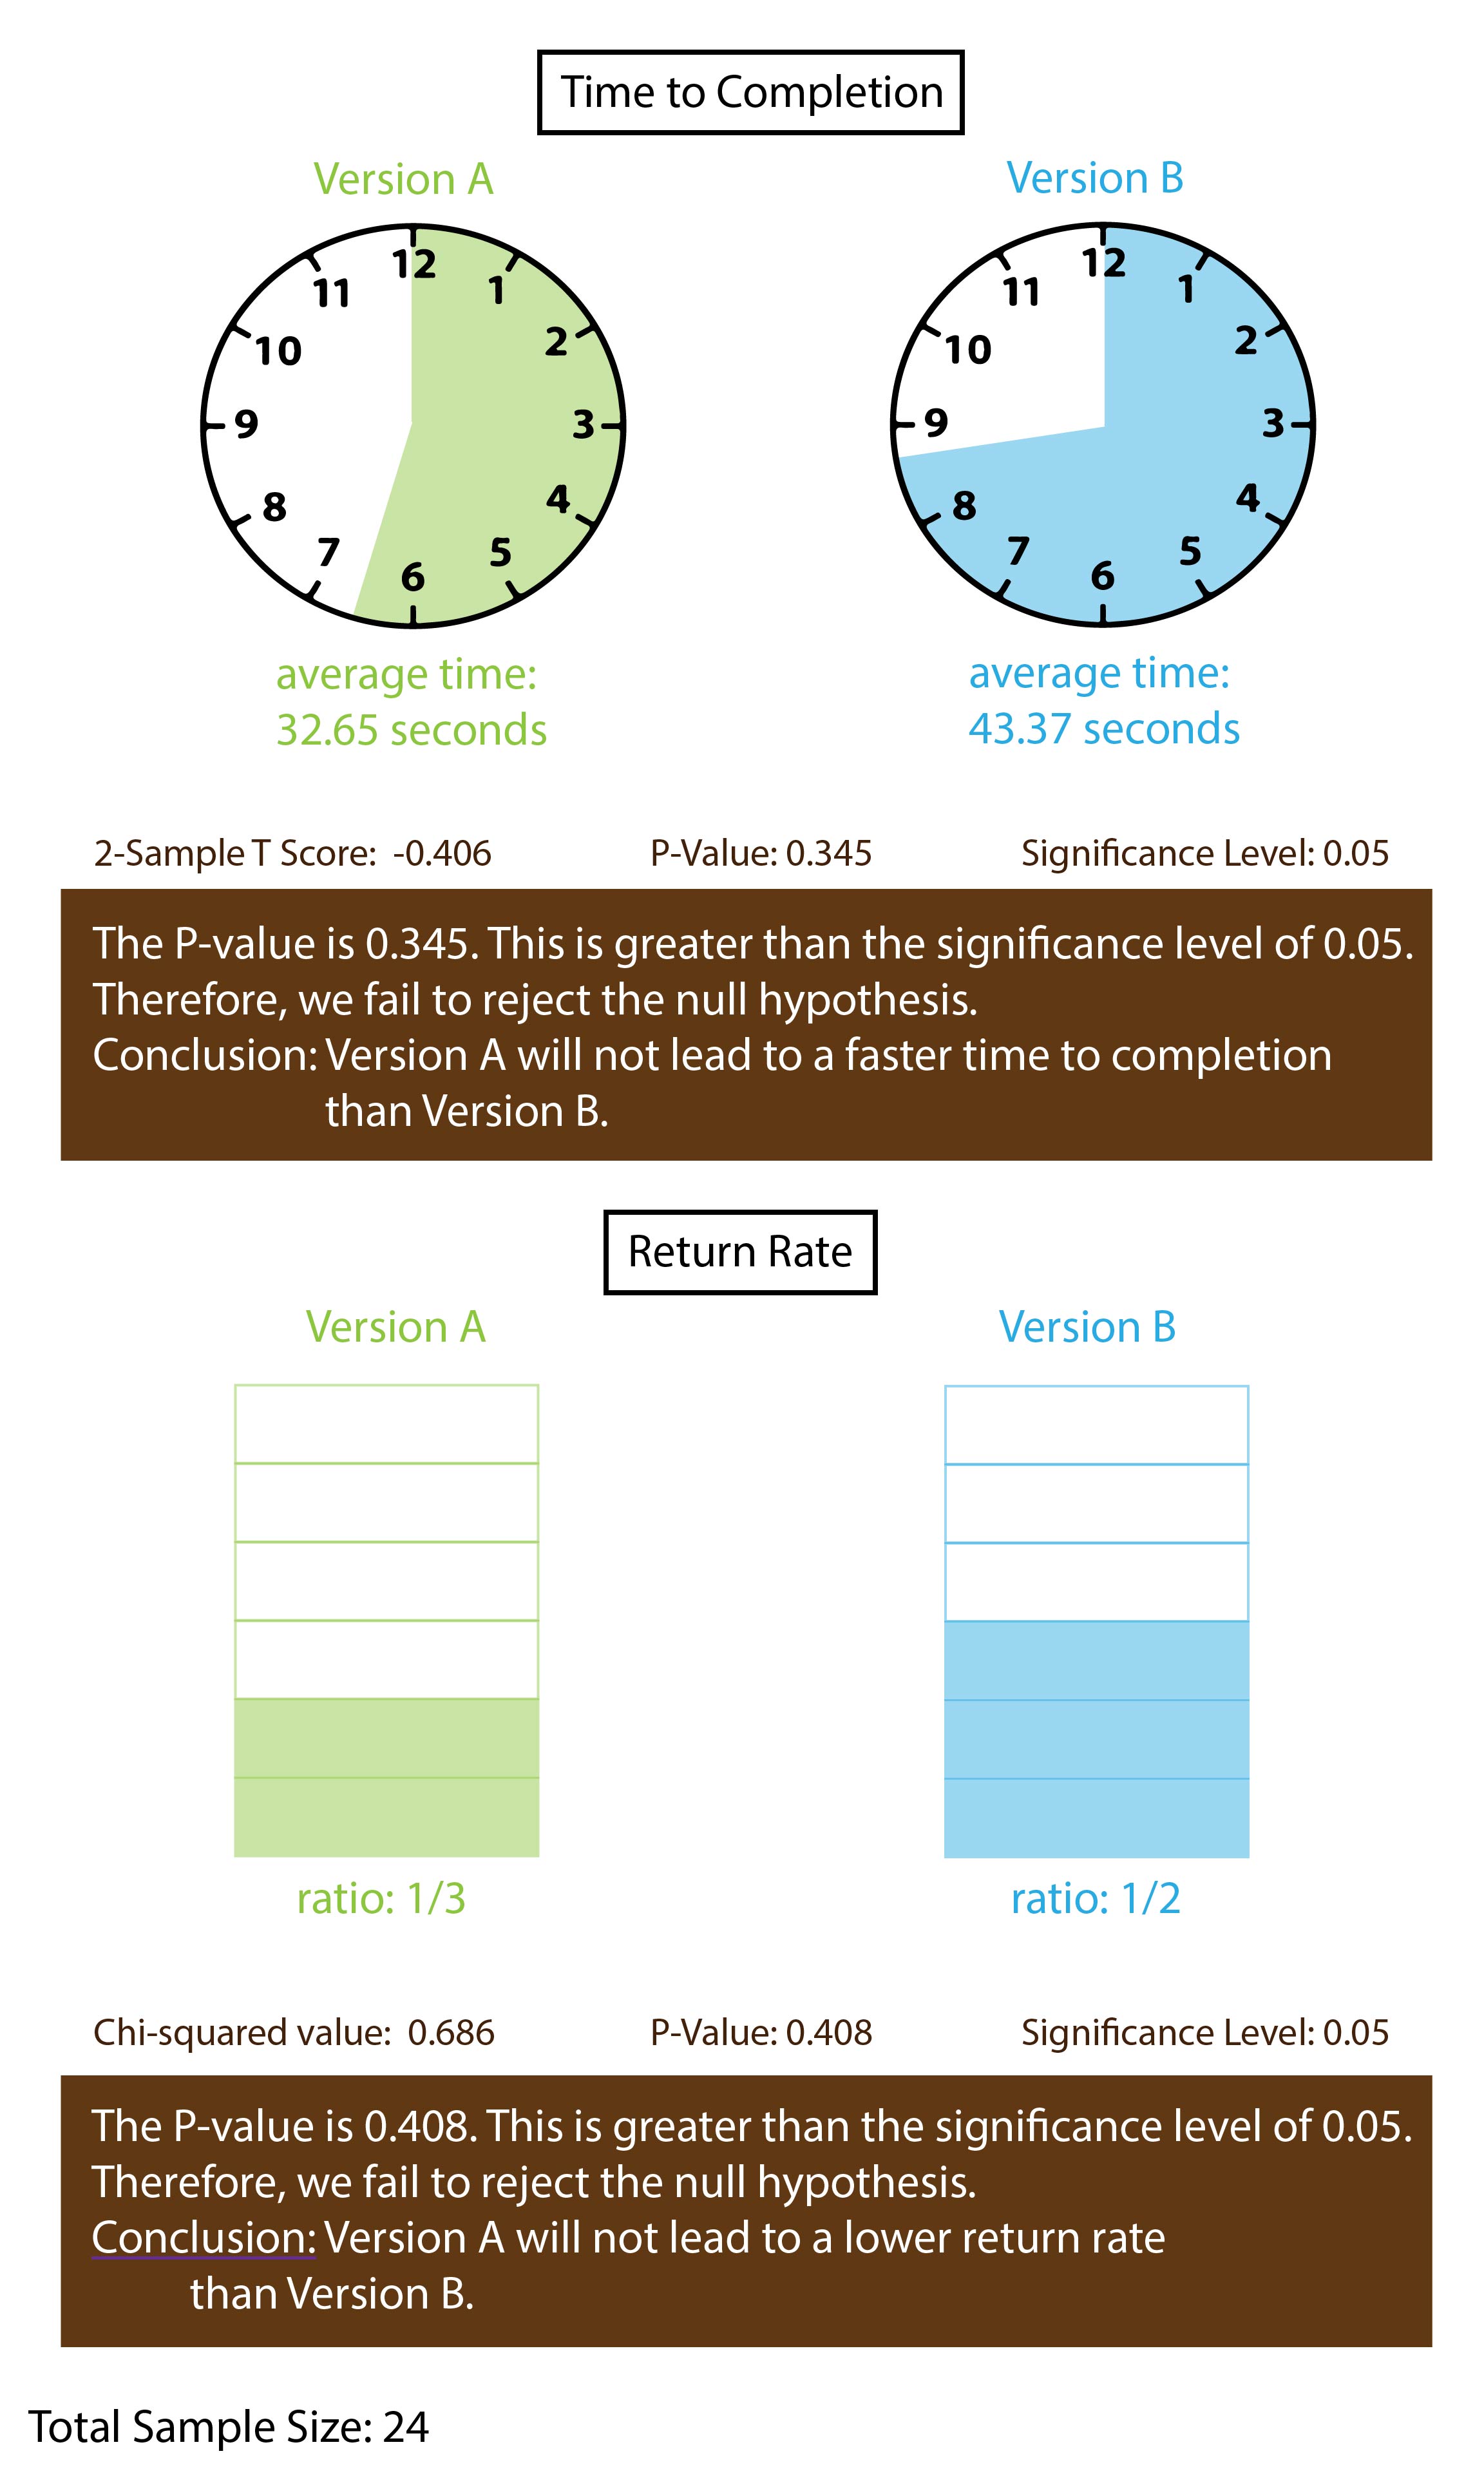 Time to Completion
Version A
Version B
12
1
2
3
4
5
6
7
8
9
10
11
12
1
2
3
4
5
6
7
8
9
10
11
average time:
32.65 seconds
average time:
43.37 seconds
2-Sample T Score: -0.406
P-Value: 0.345
Significance Level: 0.05
The P-value is 0.345. This is greater than the significance level of 0.05.
Therefore, we fail to reject the null hypothesis.
Conclusion: Version A will not lead to a faster time to completion
than Version B.
Return Rate
Version A
Version B
ratio: 1/3
ratio: 1/2
Chi-squared value: 0.686
P-Value: 0.408
Significance Level: 0.05
The P-value is 0.408. This is greater than the significance level of 0.05.
Therefore, we fail to reject the null hypothesis.
Conclusion: Version A will not lead to a lower return rate
than Version B.
Total Sample Size: 24